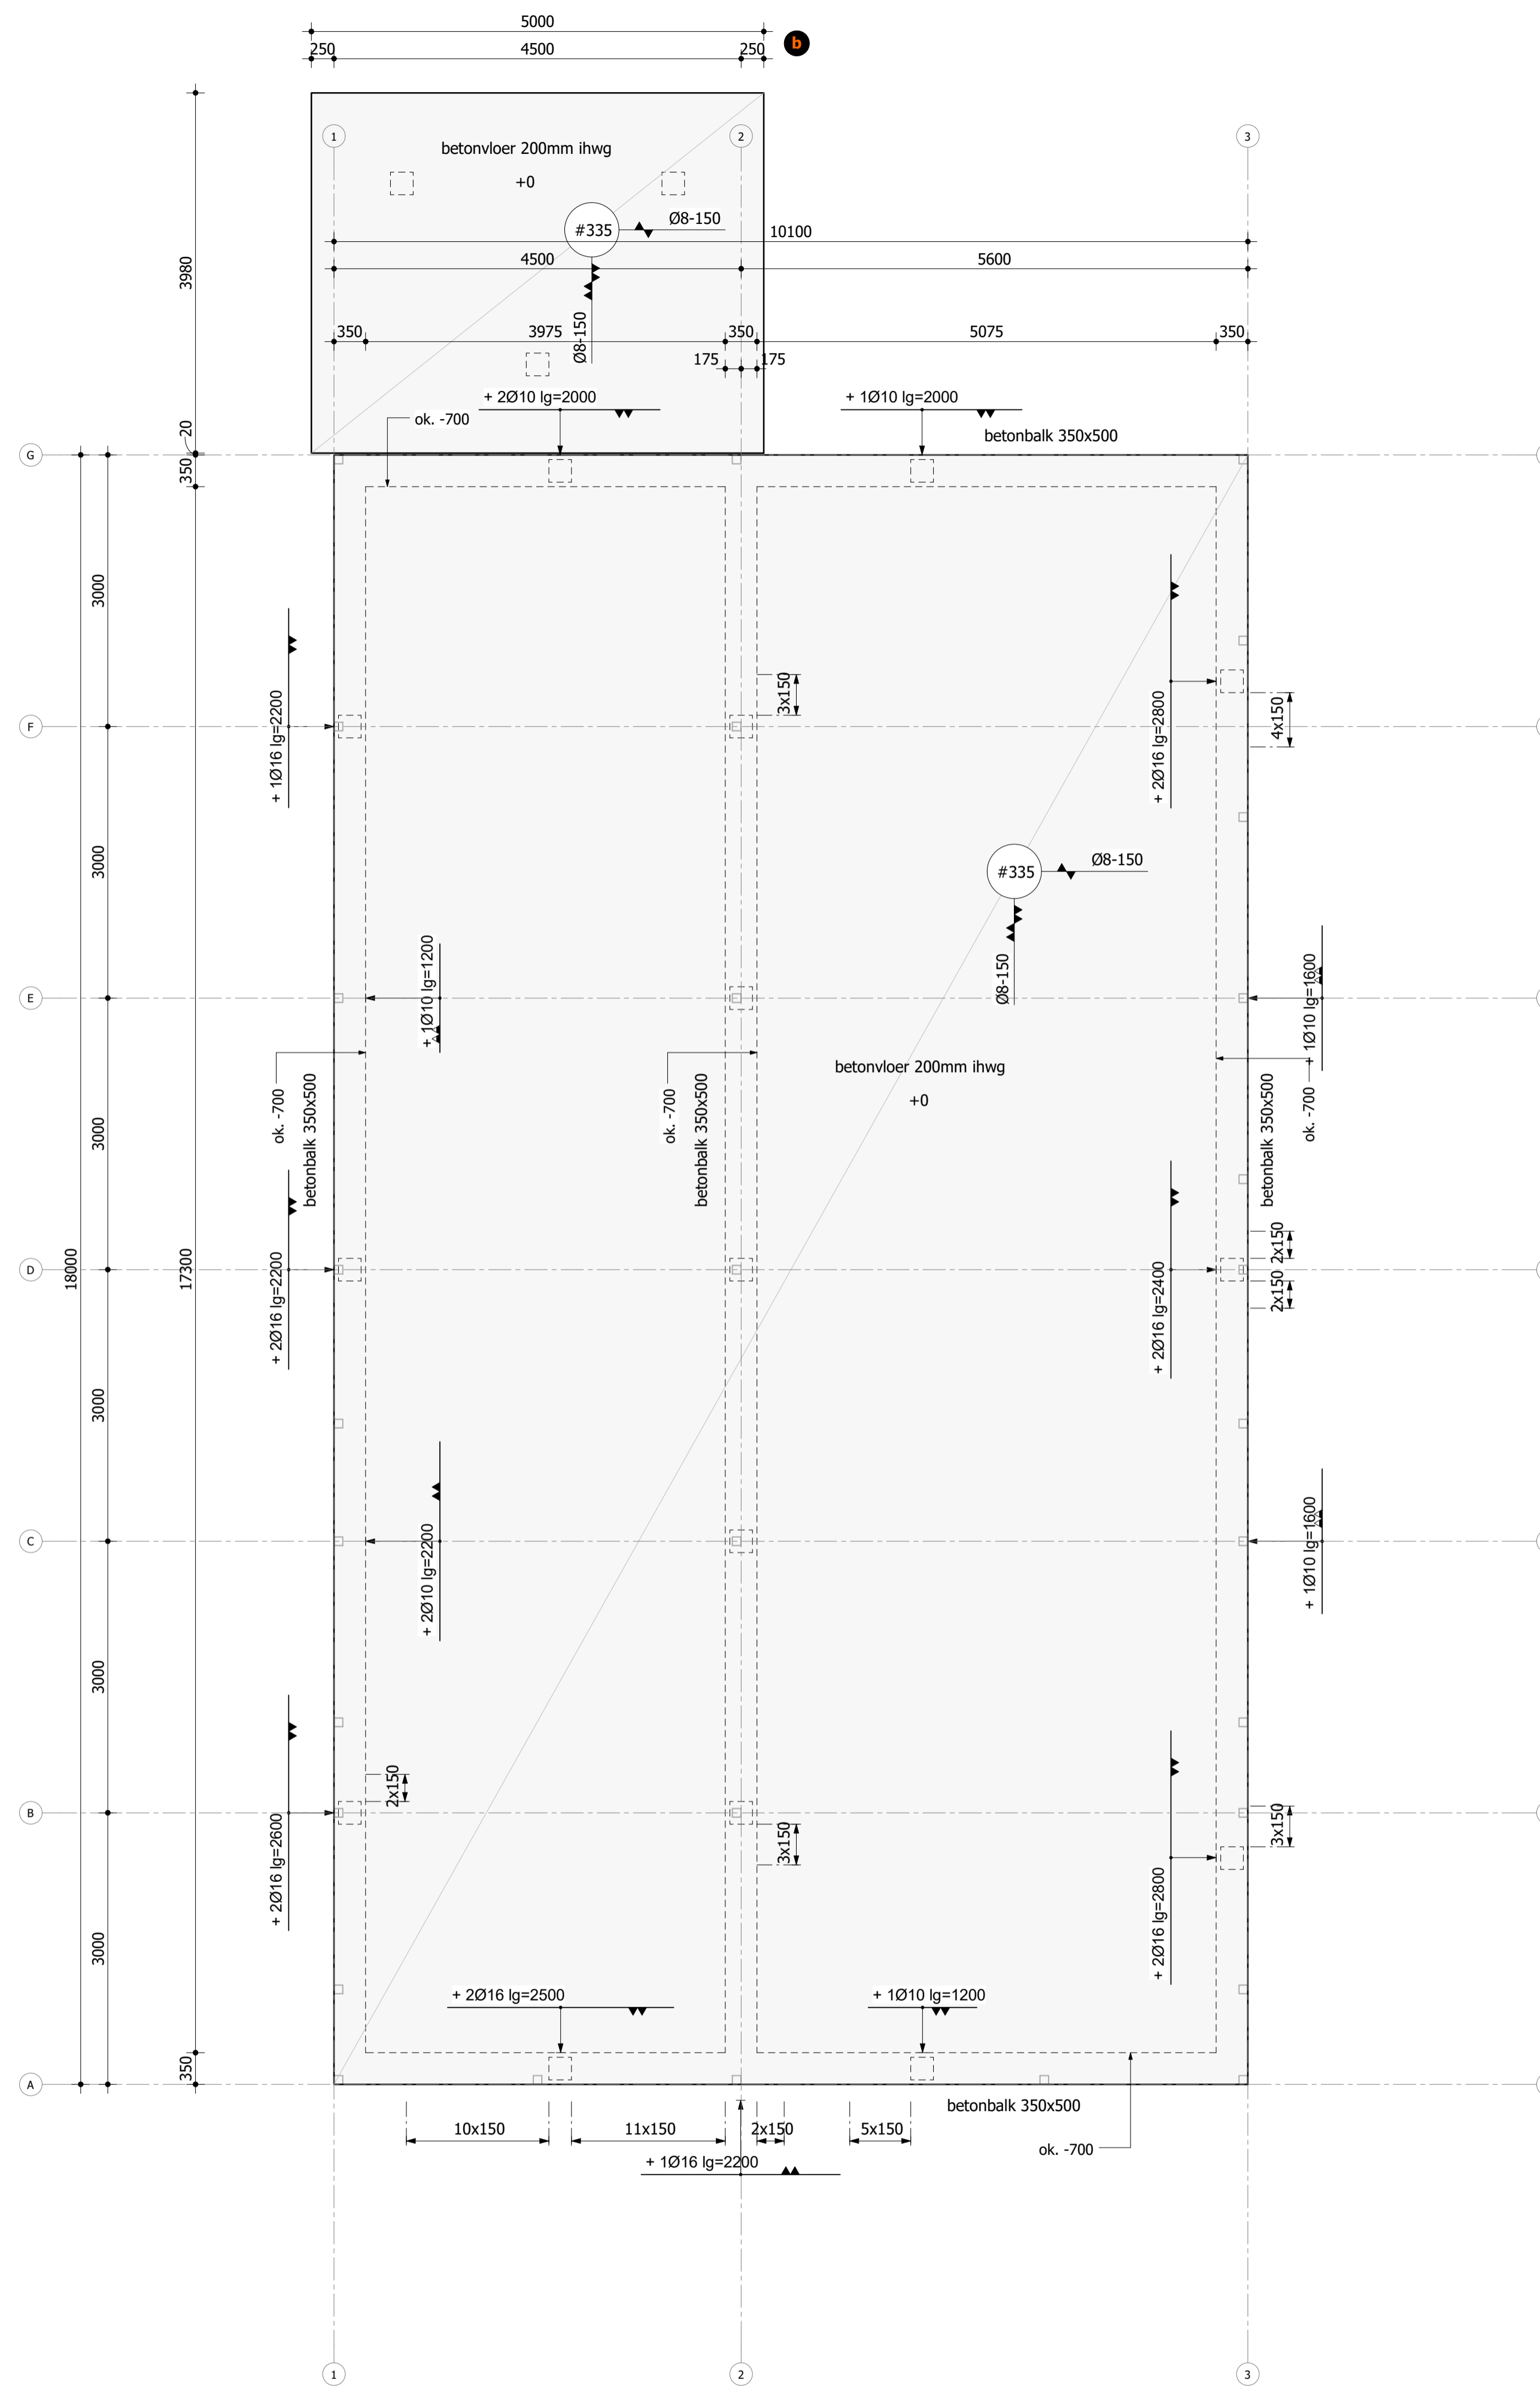 5000
250 4500 250
b
1 2 3
betonvloer 200mm ihwg
+0
#335 Ø8-150
Ø8-150
10100
4500 5600
350 3975 350 5075 350
175 175
3980
20
350
+ 2Ø10 lg=2000
+ 1Ø10 lg=2000
ok. -700
betonbalk 350x500
G
3000
+ 1Ø16 lg=2200
3x150
+ 2Ø16 lg=2800
4x150
F
3000
#335 Ø8-150
Ø8-150
+ 1Ø10 lg=1200
+ 1Ø10 lg=1600
E
betonvloer 200mm ihwg
+0
3000
ok. -700
betonbalk 350x500
ok. -700
betonbalk 350x500
betonbalk 350x500
ok. -700
18000
17300
+ 2Ø16 lg=2200
+ 2Ø16 lg=2400
2x150
2x150
D
3000
+ 2Ø10 lg=2200
+ 1Ø10 lg=1600
C
3000
+ 2Ø16 lg=2600
2x150
3x150
+ 2Ø16 lg=2800
3x150
B
3000
+ 2Ø16 lg=2500
+ 1Ø10 lg=1200
350
A
betonbalk 350x500
10x150 11x150 2x150 5x150
ok. -700
+ 1Ø16 lg=2200
1 2 3